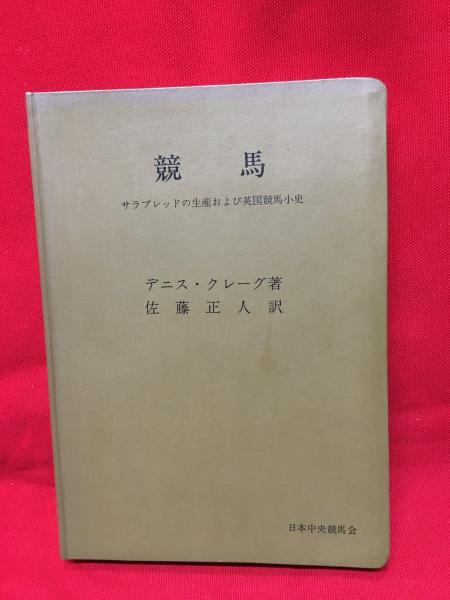 競馬
サラブレッドの生産および英国競馬小史
デニス・クレーグ著
佐藤正人訳
日本中央競馬会